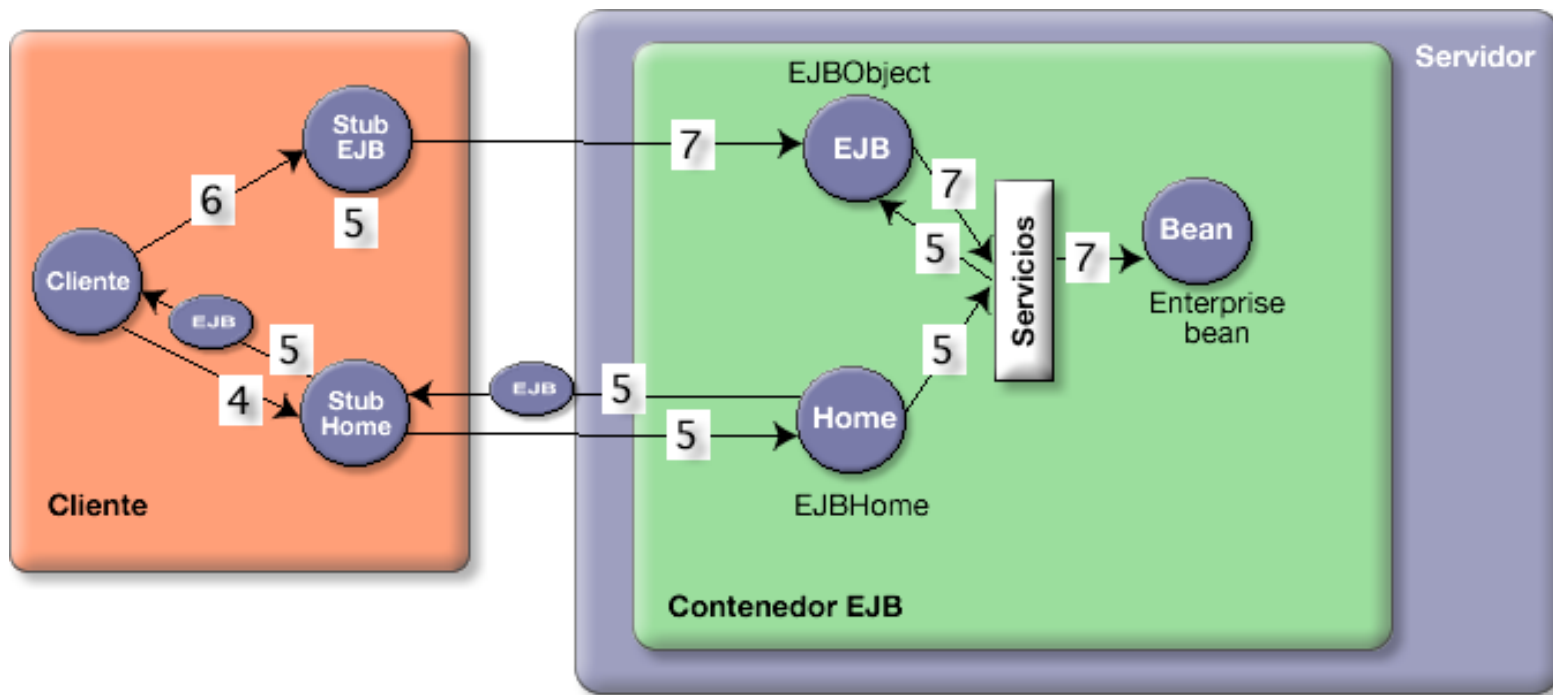 Servidor
EJBObject
Stub
EJB
7
EJB
6
5
7
5
Servicios
7
Bean
Enterprise
bean
Cliente
EJB
5
4
Stub
Home
EJB
5
5
Home
5
EJBHome
Cliente
Contenedor EJB